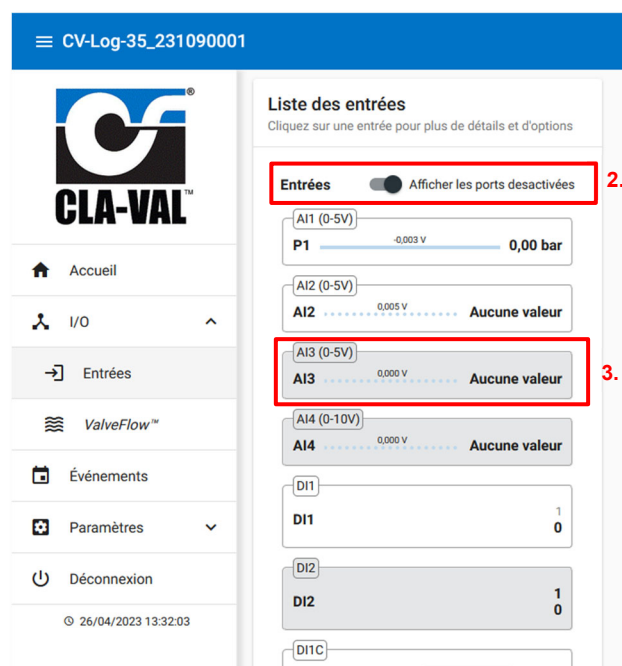 CV-Log-35_231090001
CLA-VAL™
®
Accueil
I/O
Entrées
ValveFlow™
Événements
Paramètres
Déconnexion
26/04/2023 13:32:03
Liste des entrées
Cliquez sur une entrée pour plus de détails et d'options
Entrées Afficher les ports desactivées
2.
AI1 (0-5V)
P1 -0,003 V 0,00 bar
AI2 (0-5V)
AI2 0,005 V Aucune valeur
AI3 (0-5V)
AI3 0,000 V Aucune valeur
3.
AI4 (0-10V)
AI4 0,000 V Aucune valeur
DI1
1
DI1 0
DI2
1
DI2 0
DI1C